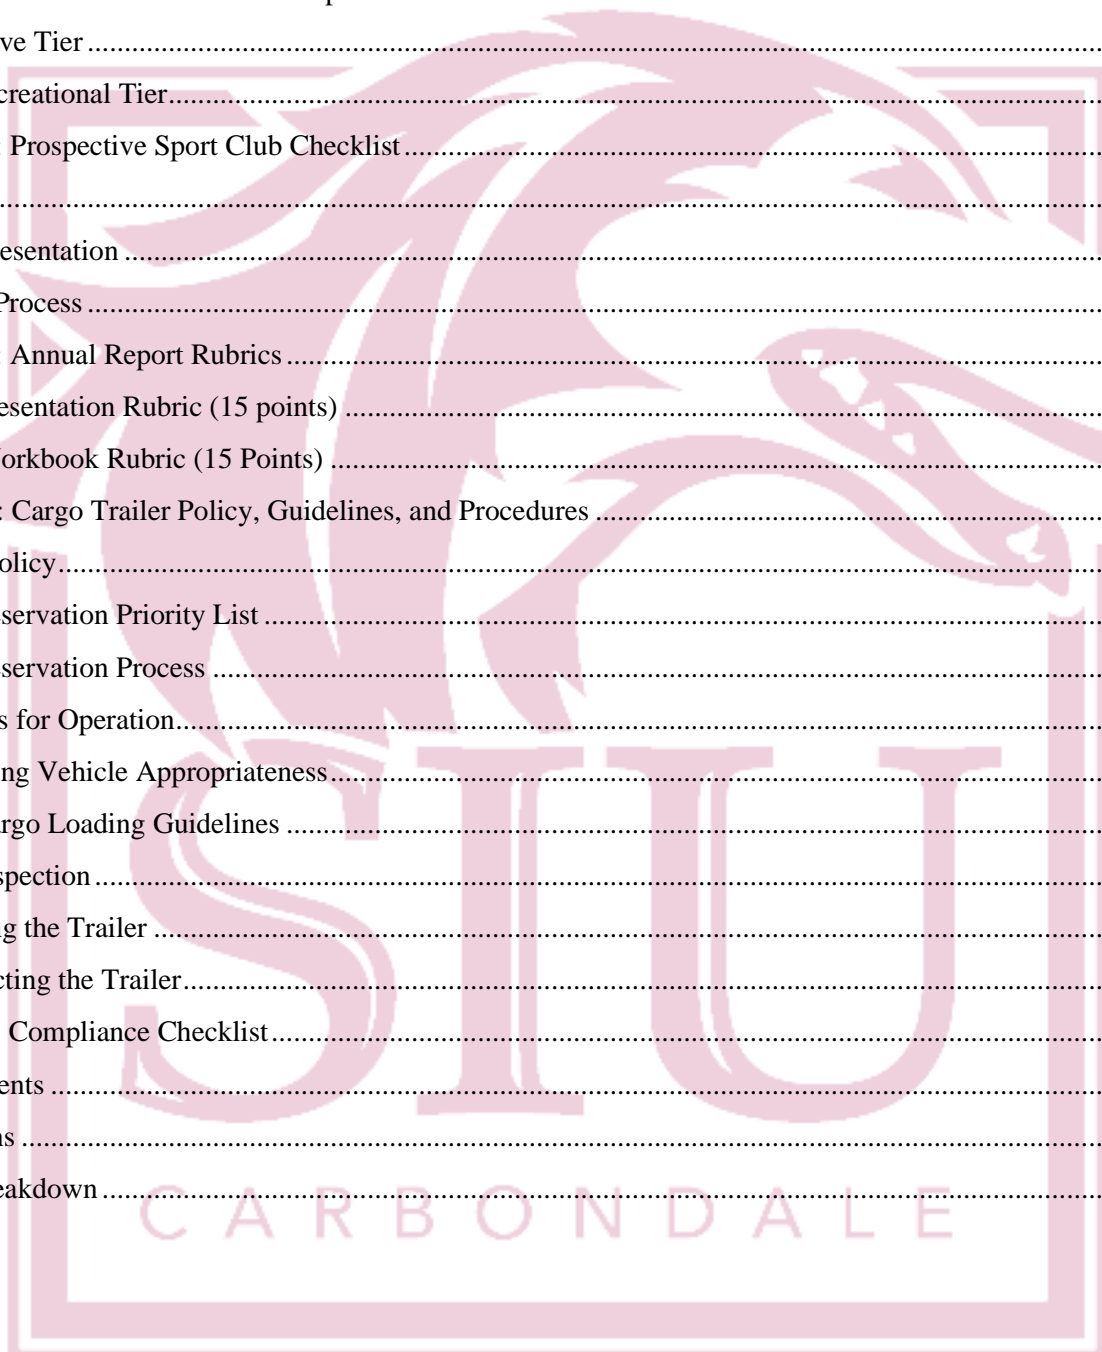 ve Tier ........................................................................
creational Tier ........................................................................
: Prospective Sport Club Checklist ........................................................................
........................................................................
esentation ........................................................................
Process ........................................................................
: Annual Report Rubrics ........................................................................
esentation Rubric (15 points) ........................................................................
Workbook Rubric (15 Points) ........................................................................
: Cargo Trailer Policy, Guidelines, and Procedures ........................................................................
olicy ........................................................................
servation Priority List ........................................................................
servation Process ........................................................................
s for Operation ........................................................................
ng Vehicle Appropriateness ........................................................................
rgo Loading Guidelines ........................................................................
spection ........................................................................
g the Trailer ........................................................................
cting the Trailer ........................................................................
Compliance Checklist ........................................................................
ents ........................................................................
ns ........................................................................
eakdown ........................................................................
SIU
CARBONDALE